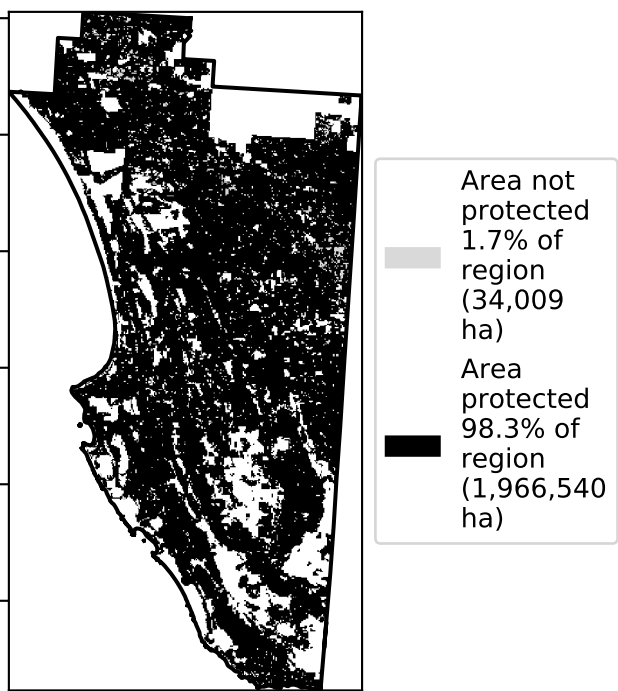 Area not
protected
1.7% of
region
(34,009
ha)
Area
protected
98.3% of
region
(1,966,540
ha)